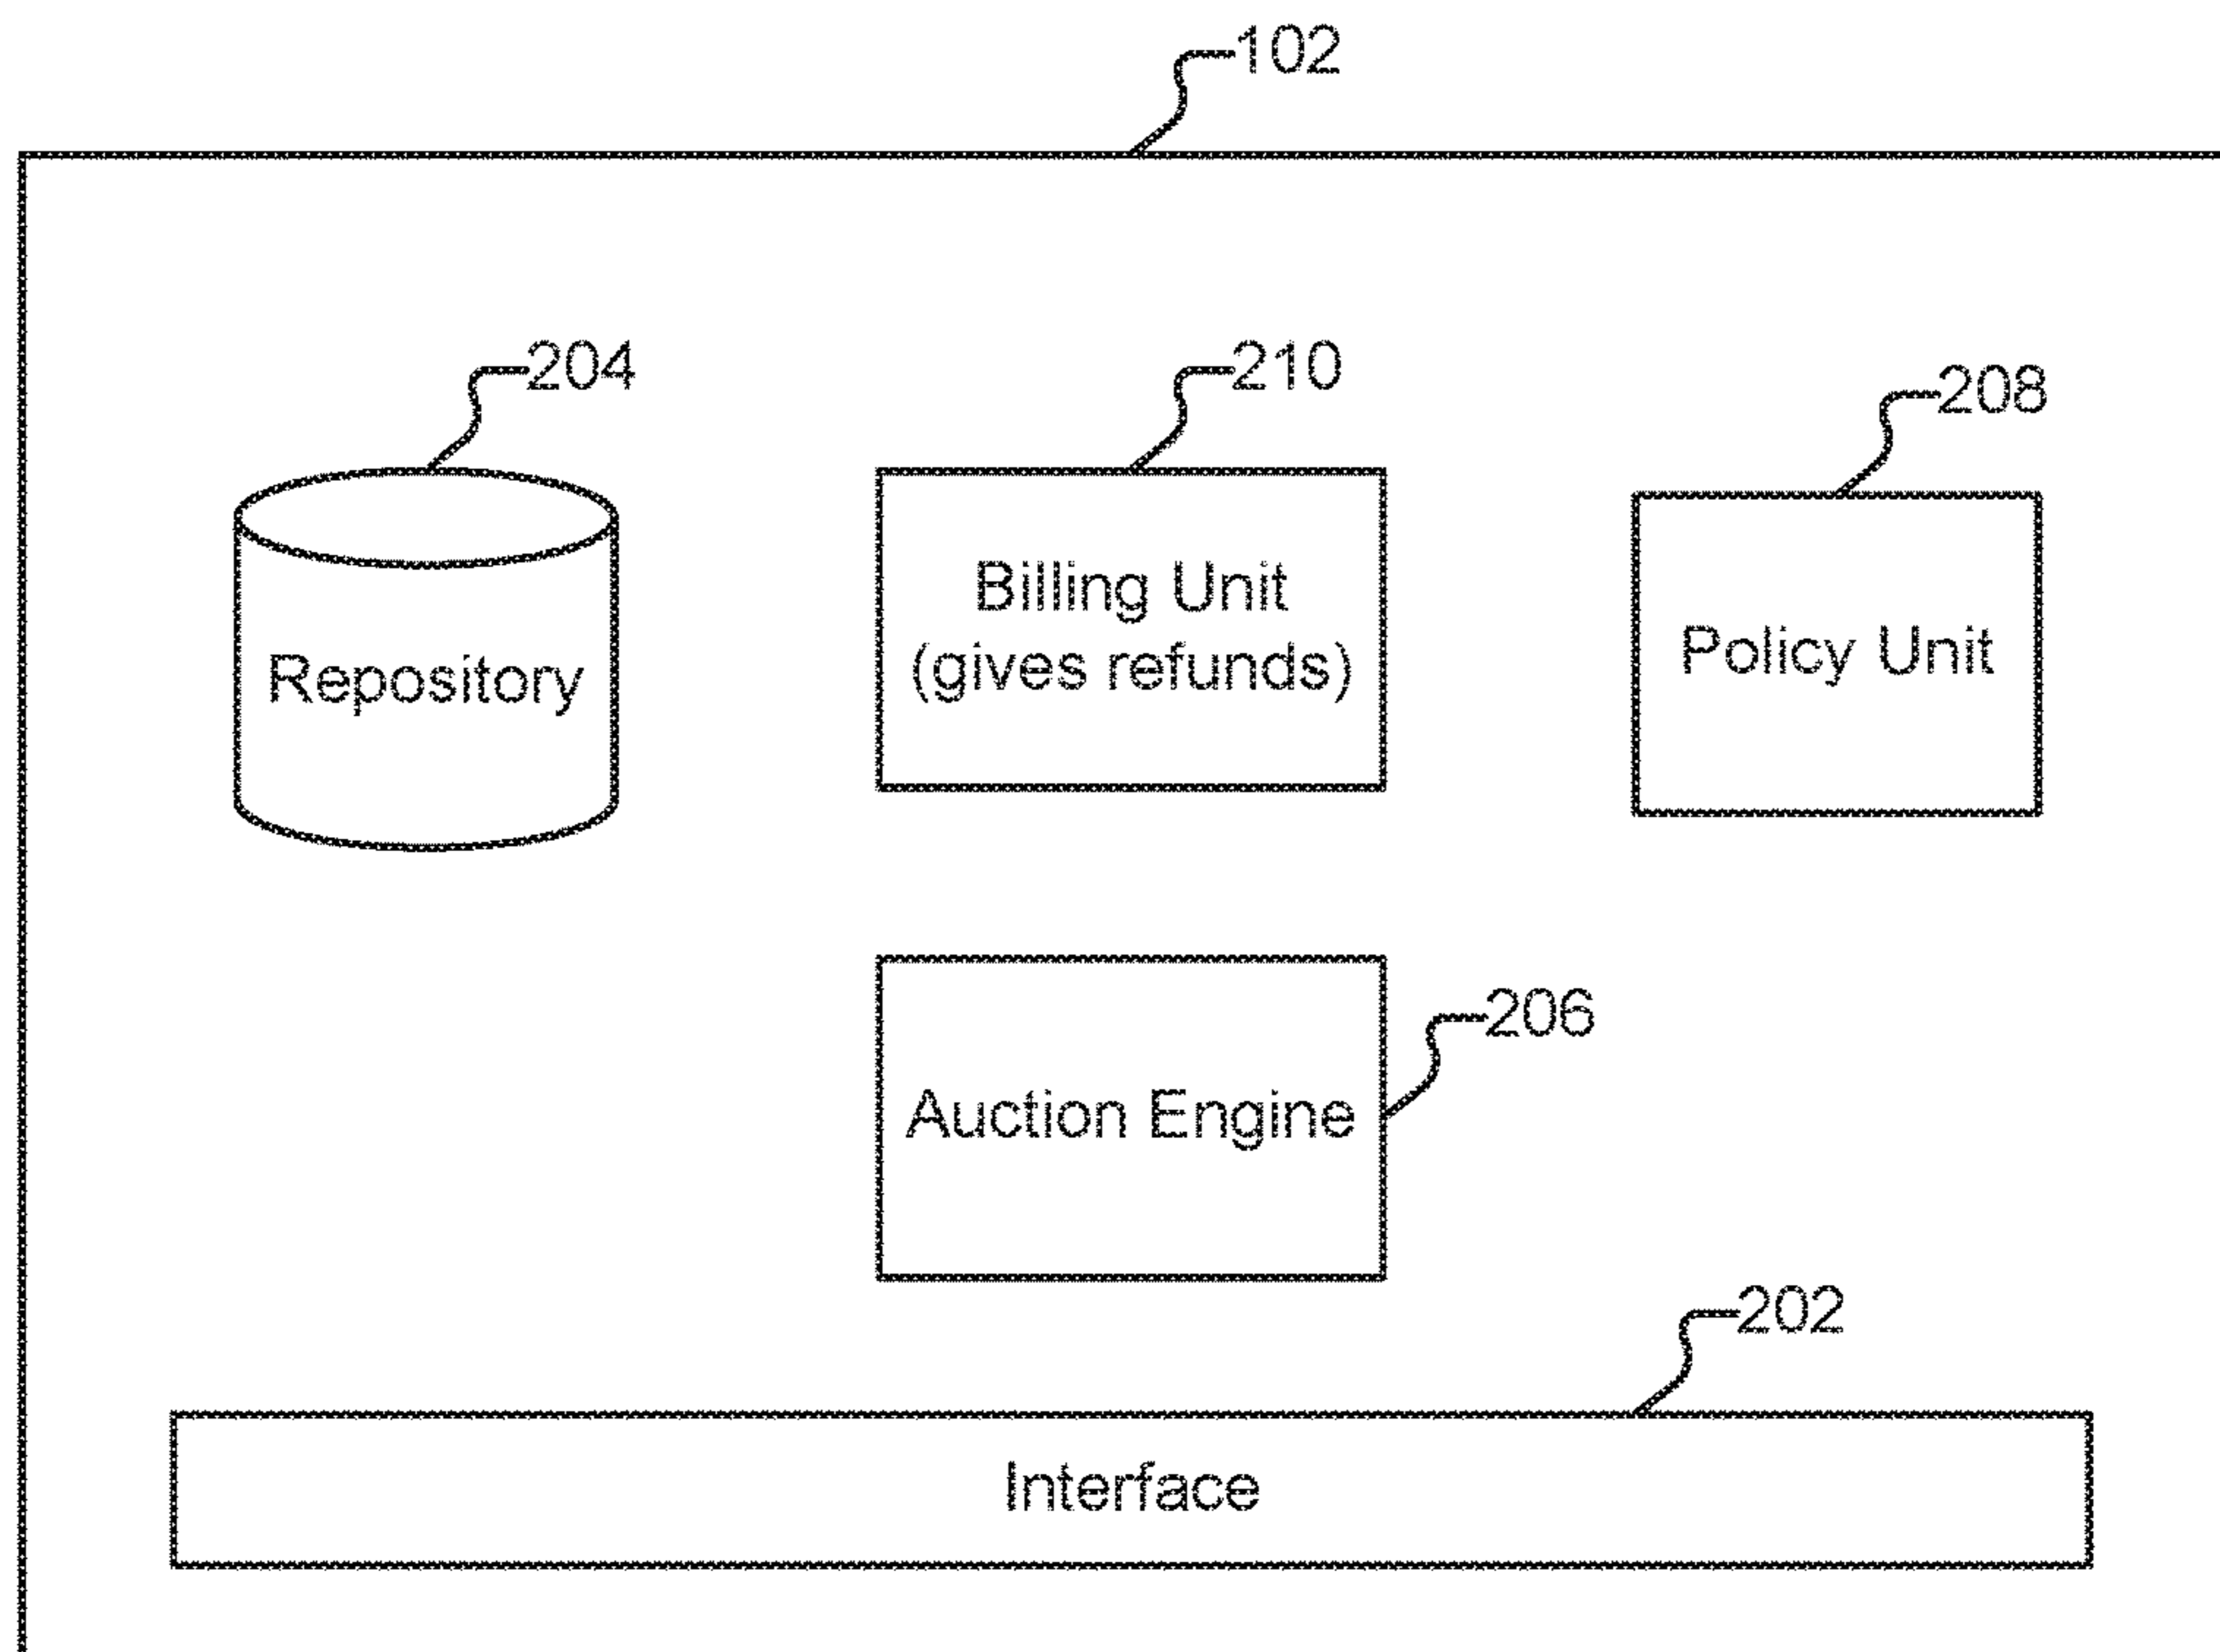 102
204
210
208
Repository
Billing Unit
(gives refunds)
Policy Unit
Auction Engine
206
202
Interface